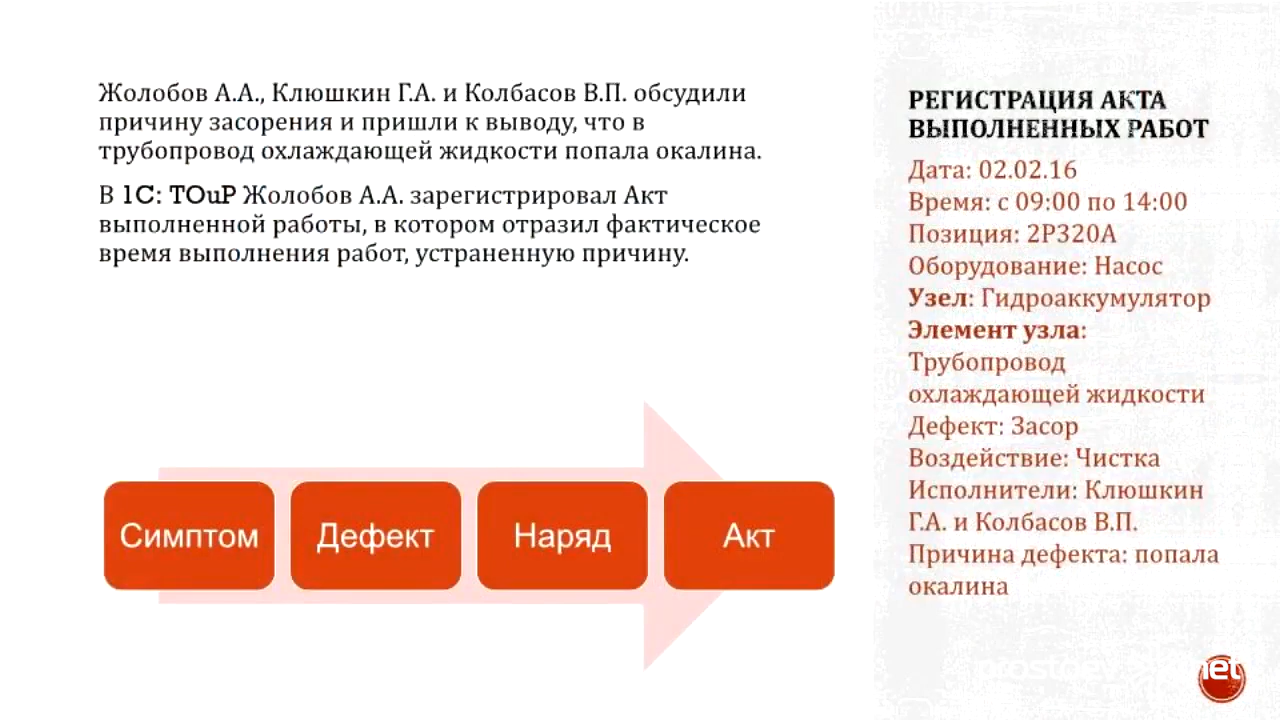 Жолобов А.А., Клюшкин Г.А. и Колбасов В.П. обсудили
причину засорения и пришли к выводу, что в
трубопровод охлаждающей жидкости попала окалина.
В 1С: ТОиР Жолобов А.А. зарегистрировал Акт
выполненной работы, в котором отразил фактическое
время выполнения работ, устраненную причину.
Симптом
Дефект
Наряд
Акт
РЕГИСТРАЦИЯ АКТА
ВЫПОЛНЕННЫХ РАБОТ
Дата: 02.02.16
Время: с 09:00 по 14:00
Позиция: 2Р320А
Оборудование: Насос
Узел: Гидроаккумулятор
Элемент узла:
Трубопровод
охлаждающей жидкости
Дефект: Засор
Воздействие: Чистка
Исполнители: Клюшкин
Г.А. и Колбасов В.П.
Причина дефекта: попала
окалина